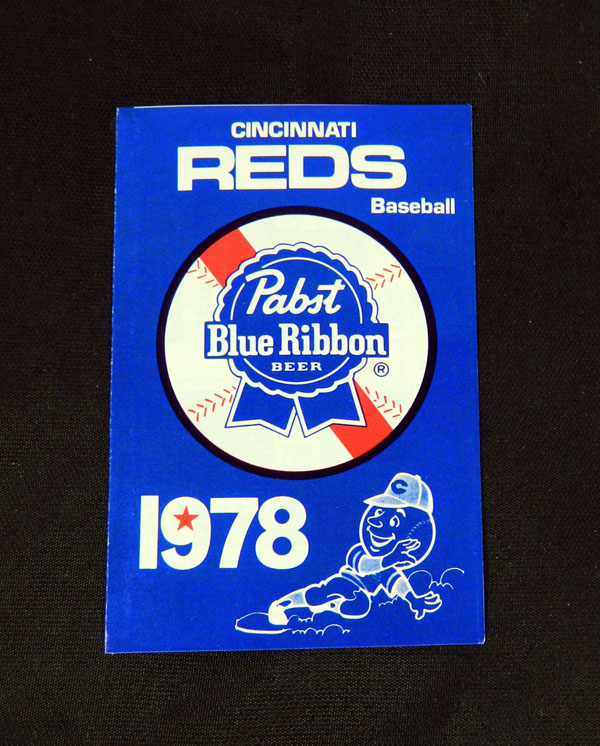 CINCINNATI
REDS
Baseball
Pabst
Blue Ribbon
BEER
®
1978
C